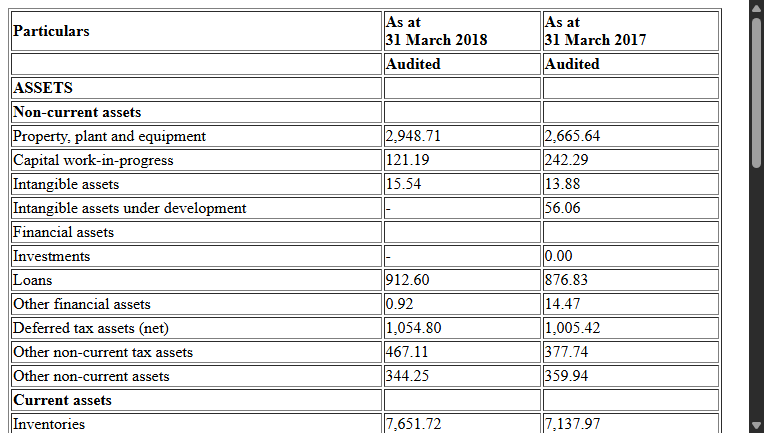 Particulars As at 31 March 2018 As at 31 March 2017
Audited Audited
ASSETS
Non-current assets
Property, plant and equipment 2,948.71 2,665.64
Capital work-in-progress 121.19 242.29
Intangible assets 15.54 13.88
Intangible assets under development - 56.06
Financial assets
Investments - 0.00
Loans 912.60 876.83
Other financial assets 0.92 14.47
Deferred tax assets (net) 1,054.80 1,005.42
Other non-current tax assets 467.11 377.74
Other non-current assets 344.25 359.94
Current assets
Inventories 7,651.72 7,137.97